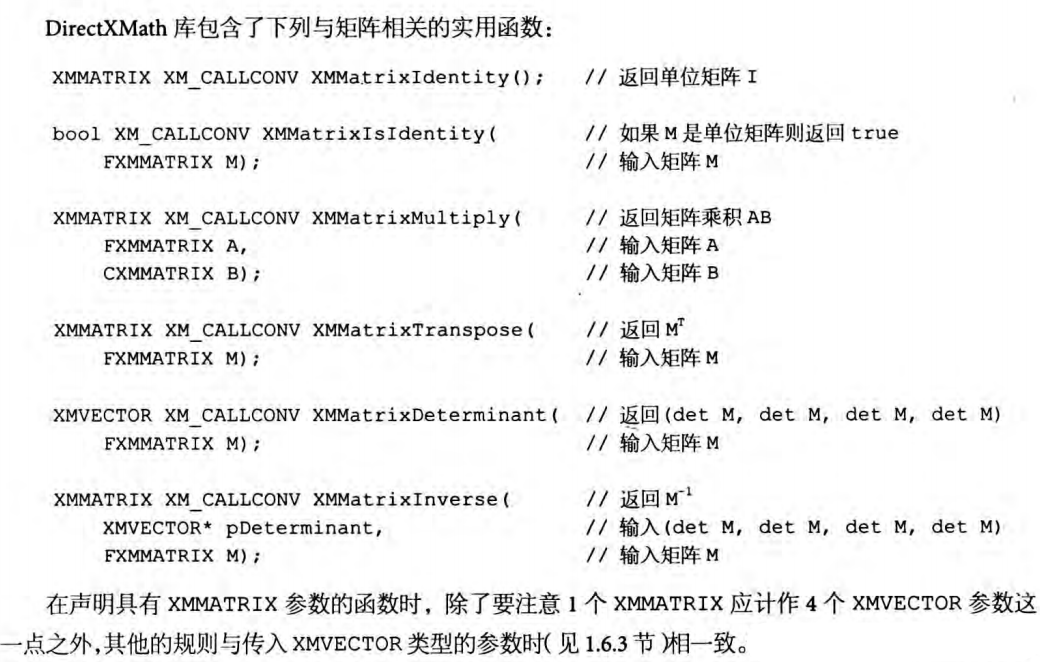 DirectXMath 库包含了下列与矩阵相关的实用函数:
XMMATRIX XM_CALLCONV XMMatrixIdentity(); // 返回单位矩阵 I
bool XM_CALLCONV XMMatrixIsIdentity( // 如果 M 是单位矩阵则返回 true
FXMMATRIX M); // 输入矩阵 M
XMMATRIX XM_CALLCONV XMMatrixMultiply( // 返回矩阵乘积 AB
FXMMATRIX A, // 输入矩阵 A
CXMMATRIX B); // 输入矩阵 B
XMMATRIX XM_CALLCONV XMMatrixTranspose( // 返回 Mᵀ
FXMMATRIX M); // 输入矩阵 M
XMVECTOR XM_CALLCONV XMMatrixDeterminant( // 返回(det M, det M, det M, det M)
FXMMATRIX M); // 输入矩阵 M
XMMATRIX XM_CALLCONV XMMatrixInverse( // 返回 M⁻¹
XMVECTOR* pDeterminant, // 输入(det M, det M, det M, det M)
FXMMATRIX M); // 输入矩阵 M
在声明具有 XMMATRIX 参数的函数时,除了要注意 1 个 XMMATRIX 应计作 4 个 XMVECTOR 参数这
一点之外,其他的规则与传入 XMVECTOR 类型的参数时(见 1.6.3 节)相一致。